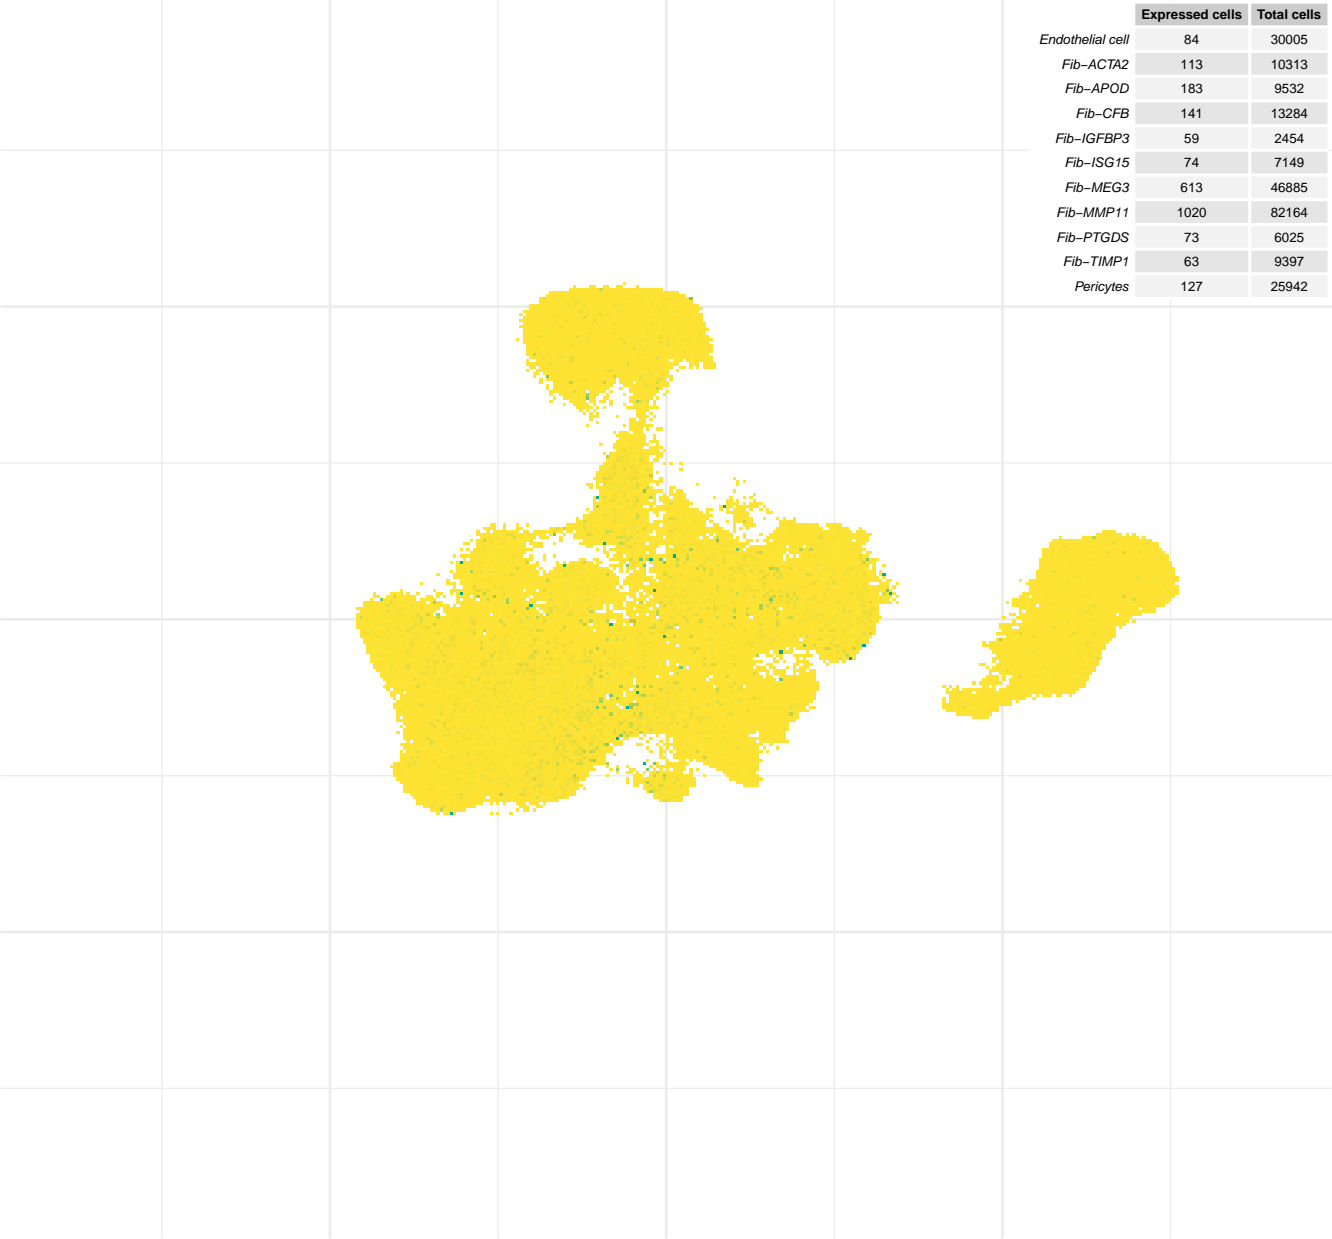 Expressed cells Total cells
Endothelial cell 84 30005
Fib−ACTA2 113 10313
Fib−APOD 183 9532
Fib−CFB 141 13284
Fib−IGFBP3 59 2454
Fib−ISG15 74 7149
Fib−MEG3 613 46885
Fib−MMP11 1020 82164
Fib−PTGDS 73 6025
Fib−TIMP1 63 9397
Pericytes 127 25942